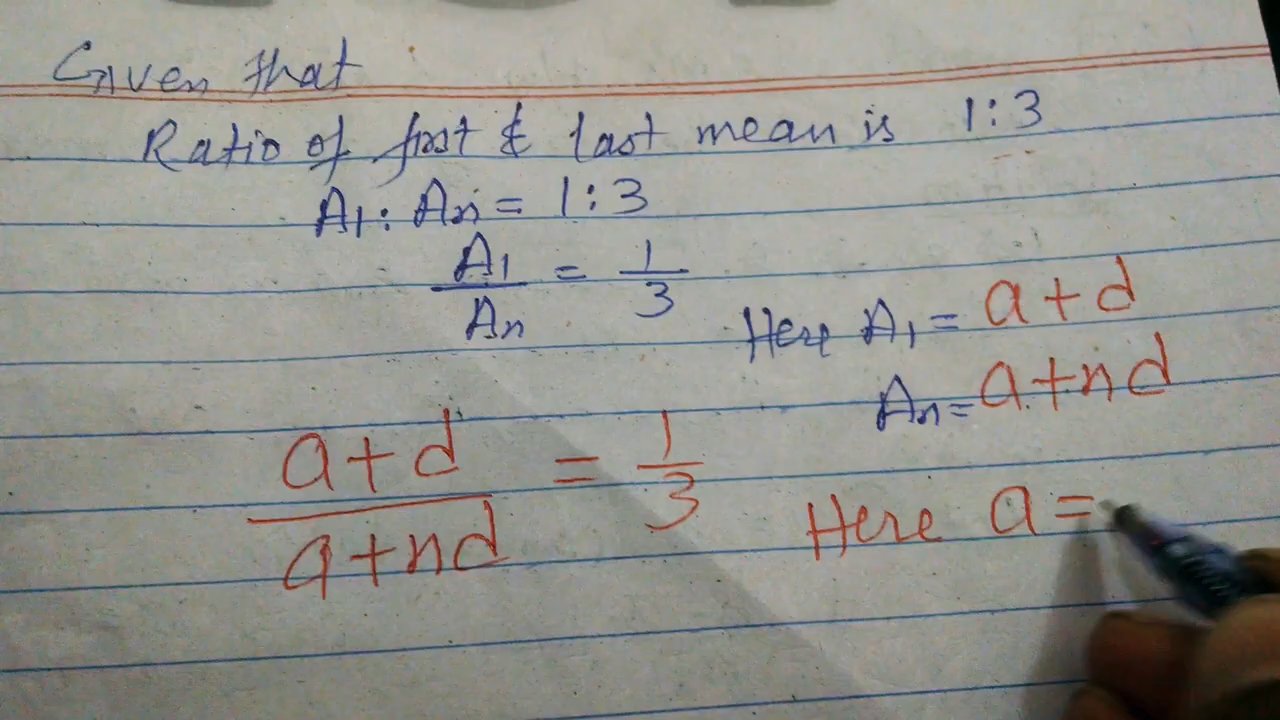 Given that
Ratio of first & last mean is 1:3
A1: An = 1:3
A1/An = 1/3
Here A1 = a+d
An = a+nd
a+d/a+nd = 1/3
Here a =